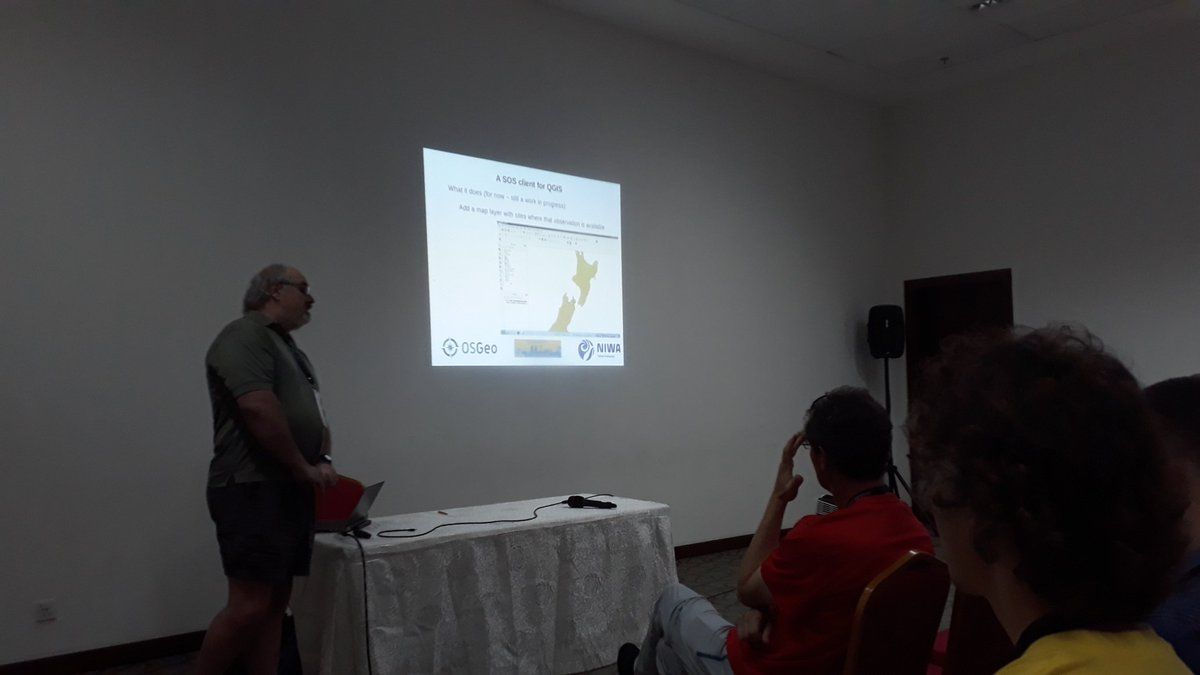 A SOS client for QGIS
What it does (for now – still a work in progress)
Add a map layer with sites where that observation is available
OSGeo
NIWA